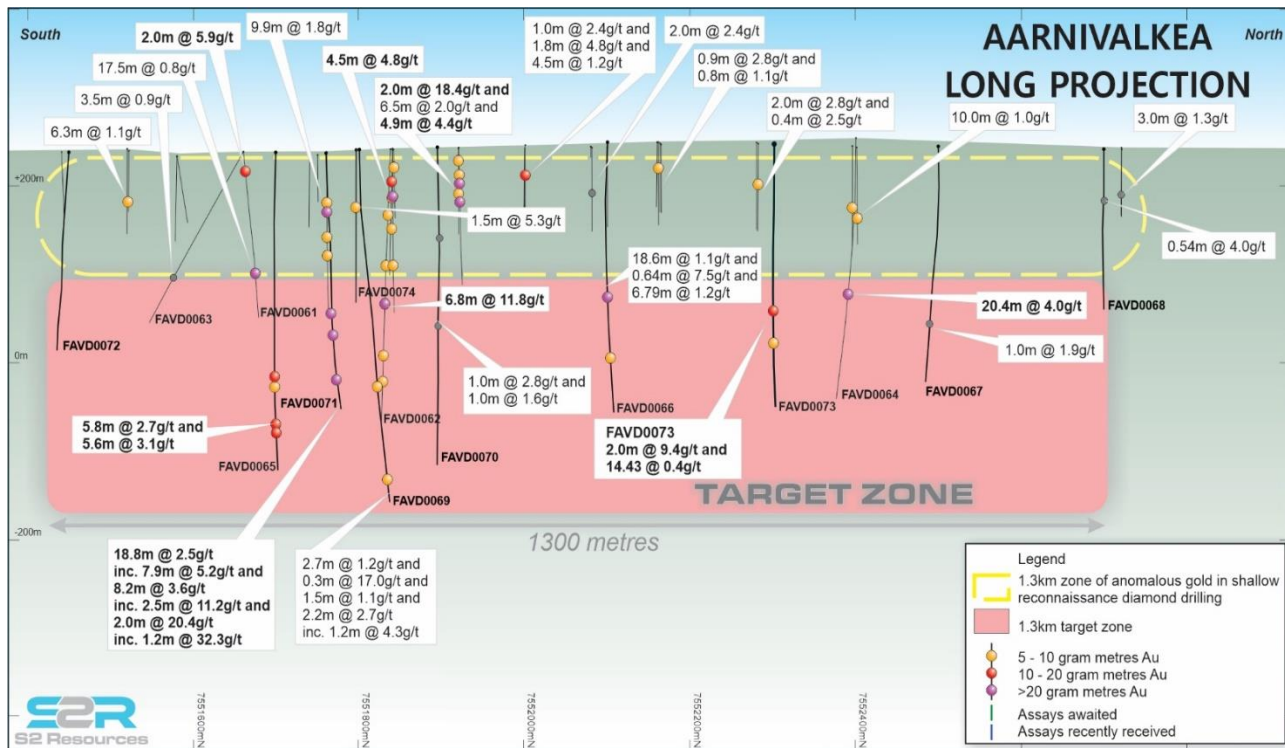 South
AARNIVALKEA
LONG PROJECTION
North
2.0m @ 5.9g/t
9.9m @ 1.8g/t
17.5m @ 0.8g/t
3.5m @ 0.9g/t
6.3m @ 1.1g/t
4.5m @ 4.8g/t
2.0m @ 18.4g/t and
6.5m @ 2.0g/t and
4.9m @ 4.4g/t
1.0m @ 2.4g/t and
1.8m @ 4.8g/t and
4.5m @ 1.2g/t
2.0m @ 2.4g/t
0.9m @ 2.8g/t and
0.8m @ 1.1g/t
2.0m @ 2.8g/t and
0.4m @ 2.5g/t
10.0m @ 1.0g/t
3.0m @ 1.3g/t
+200m
1.5m @ 5.3g/t
0.54m @ 4.0g/t
18.6m @ 1.1g/t and
0.64m @ 7.5g/t and
6.79m @ 1.2g/t
FAVD0074
6.8m @ 11.8g/t
20.4m @ 4.0g/t
FAVD0068
FAVD0063
FAVD0061
FAVD0072
0m
1.0m @ 1.9g/t
1.0m @ 2.8g/t and
1.0m @ 1.6g/t
FAVD0071
FAVD0062
FAVD0066
FAVD0073
FAVD0064
FAVD0067
5.8m @ 2.7g/t and
5.6m @ 3.1g/t
FAVD0065
FAVD0070
FAVD0073
2.0m @ 9.4g/t and
14.43 @ 0.4g/t
FAVD0069
TARGET ZONE
-200m
1300 metres
18.8m @ 2.5g/t
inc. 7.9m @ 5.2g/t and
8.2m @ 3.6g/t
inc. 2.5m @ 11.2g/t and
2.0m @ 20.4g/t
inc. 1.2m @ 32.3g/t
2.7m @ 1.2g/t and
0.3m @ 17.0g/t and
1.5m @ 1.1g/t and
2.2m @ 2.7g/t
inc. 1.2m @ 4.3g/t
Legend
1.3km zone of anomalous gold in shallow
reconnaissance diamond drilling
1.3km target zone
5 - 10 gram metres Au
10 - 20 gram metres Au
>20 gram metres Au
Assays awaited
Assays recently received
S2R
S2 Resources
7551600mN
7551800mN
7552000mN
7552200mN
7552400mN